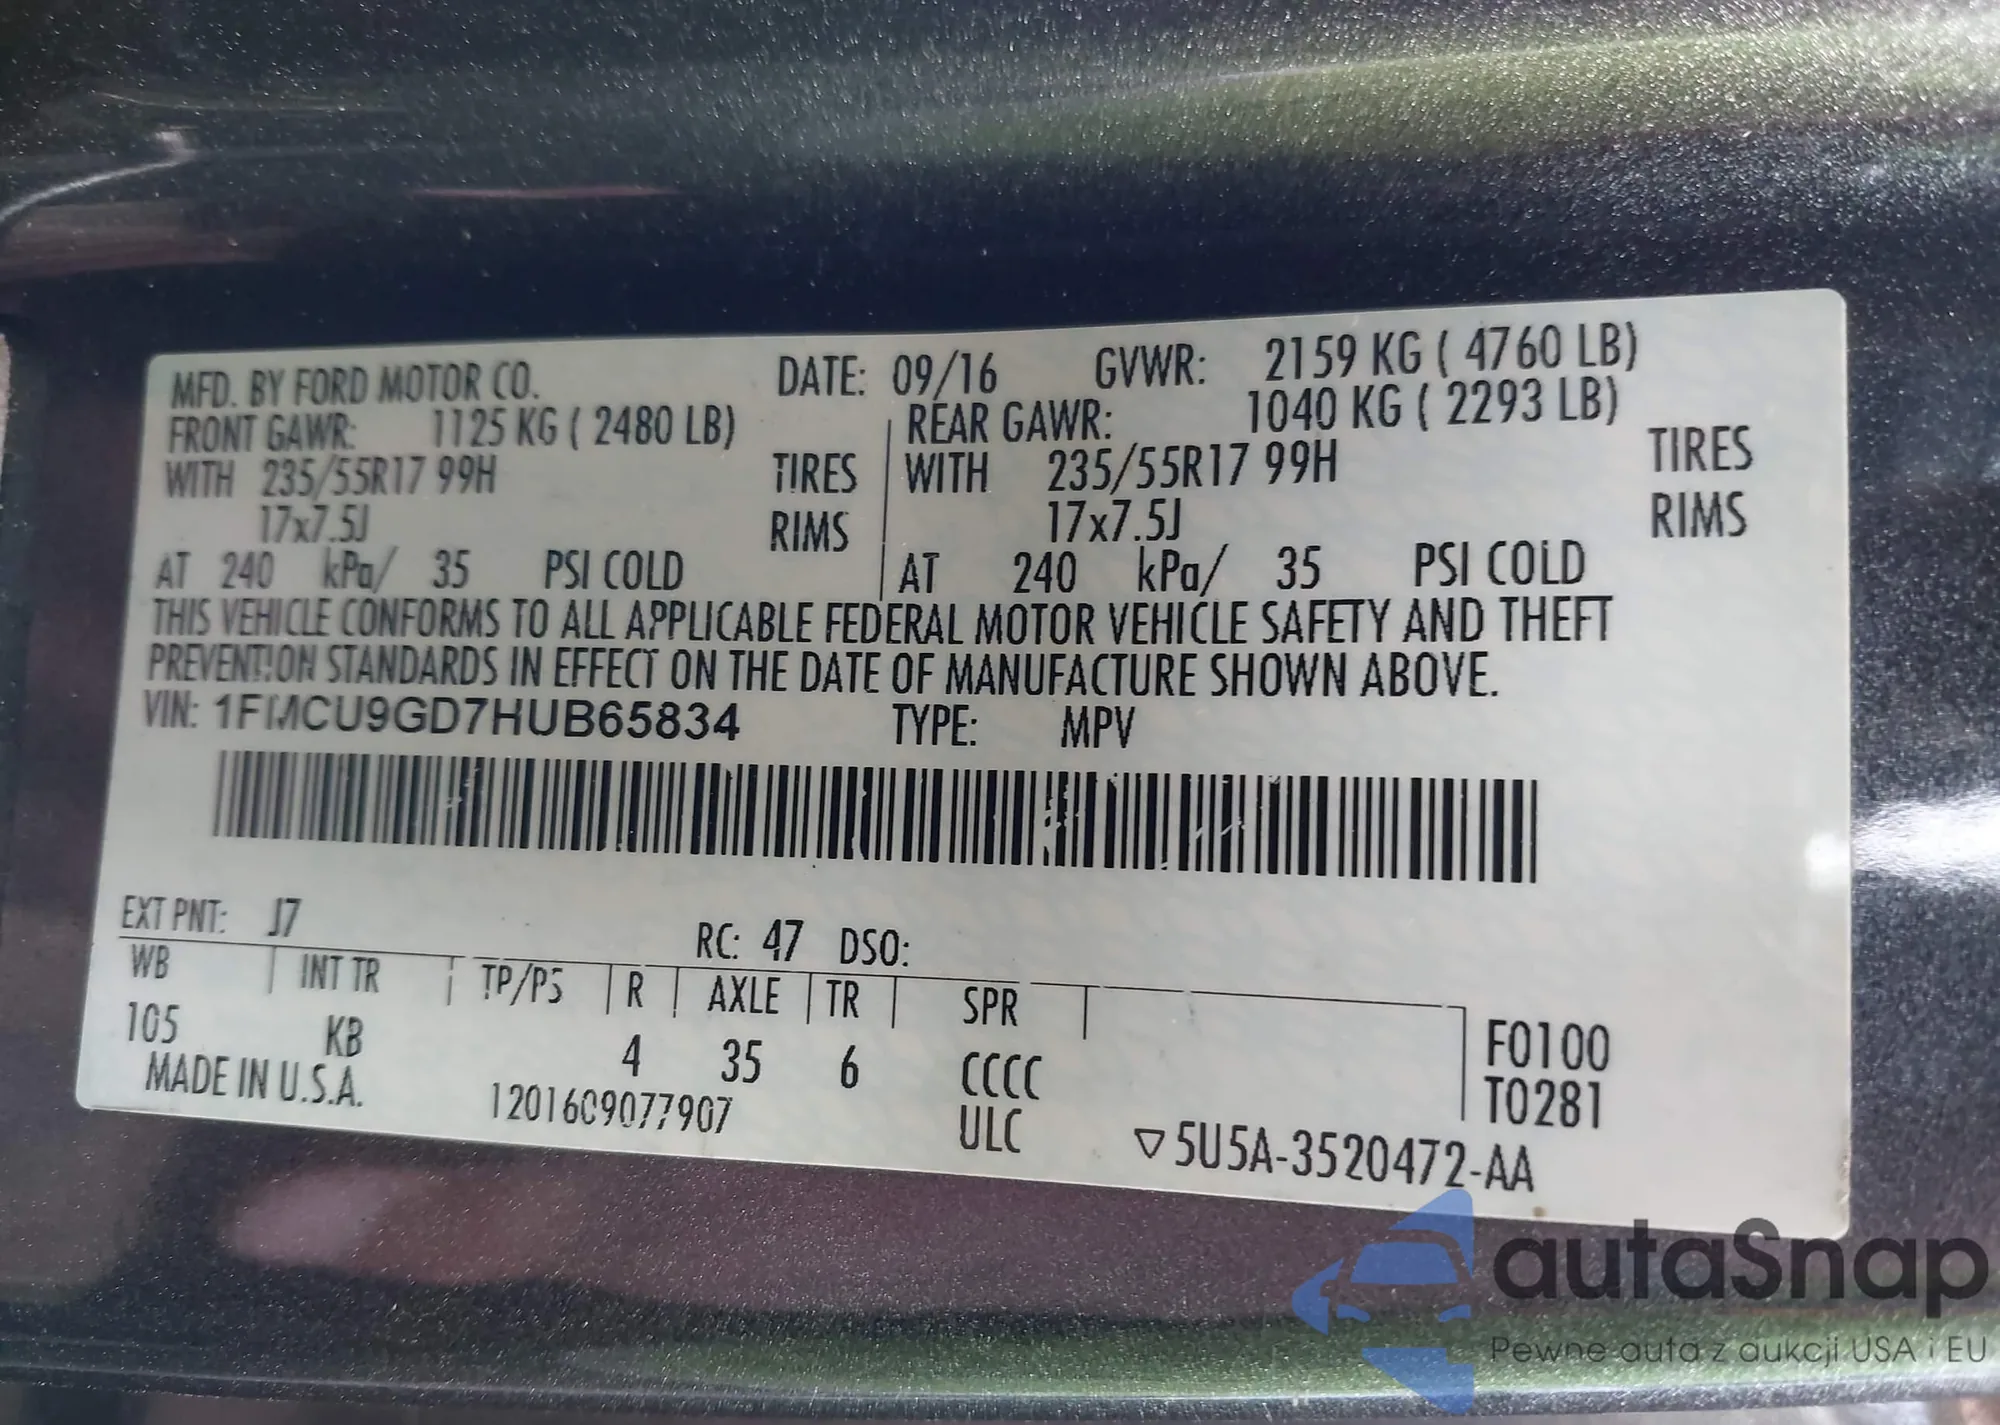 MFD. BY FORD MOTOR CO. DATE: 09/16 GVWR: 2159 KG ( 4760 LB)
FRONT GAWR: 1125 KG ( 2480 LB) REAR GAWR: 1040 KG ( 2293 LB)
WITH 235/55R17 99H TIRES WITH 235/55R17 99H TIRES
17x7.5J RIMS 17x7.5J RIMS
AT 240 kPa/ 35 PSI COLD AT 240 kPa/ 35 PSI COLD
THIS VEHICLE CONFORMS TO ALL APPLICABLE FEDERAL MOTOR VEHICLE SAFETY AND THEFT
PREVENTION STANDARDS IN EFFECT ON THE DATE OF MANUFACTURE SHOWN ABOVE.
VIN: 1FMCU9GD7HUB65834 TYPE: MPV
EXT PNT: J7 RC: 47 DSO:
WB INT TR TP/PS R AXLE TR SPR
105 KB 4 35 6 CCCC F0100
MADE IN U.S.A. 1201609077907 ULC T0281
▽5U5A-3520472-AA
autaSnap
Pewne auta z aukcji USA i EU